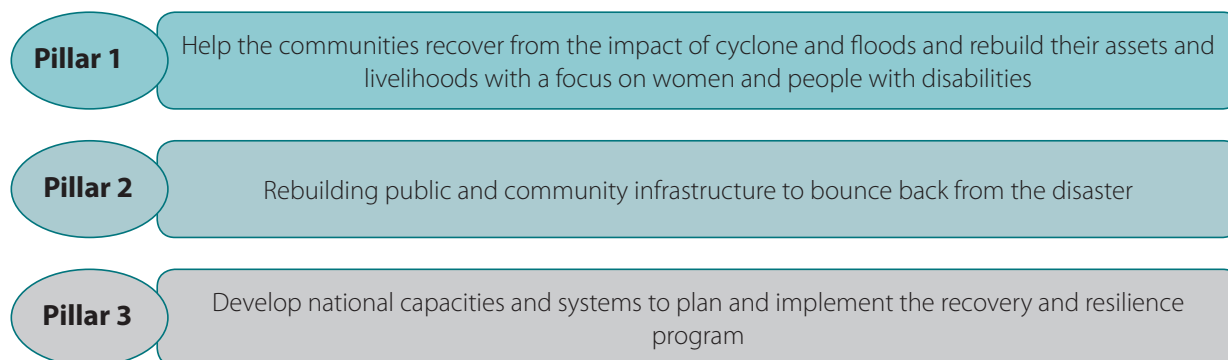 Pillar 1
Help the communities recover from the impact of cyclone and floods and rebuild their assets and
livelihoods with a focus on women and people with disabilities
Pillar 2
Rebuilding public and community infrastructure to bounce back from the disaster
Pillar 3
Develop national capacities and systems to plan and implement the recovery and resilience
program